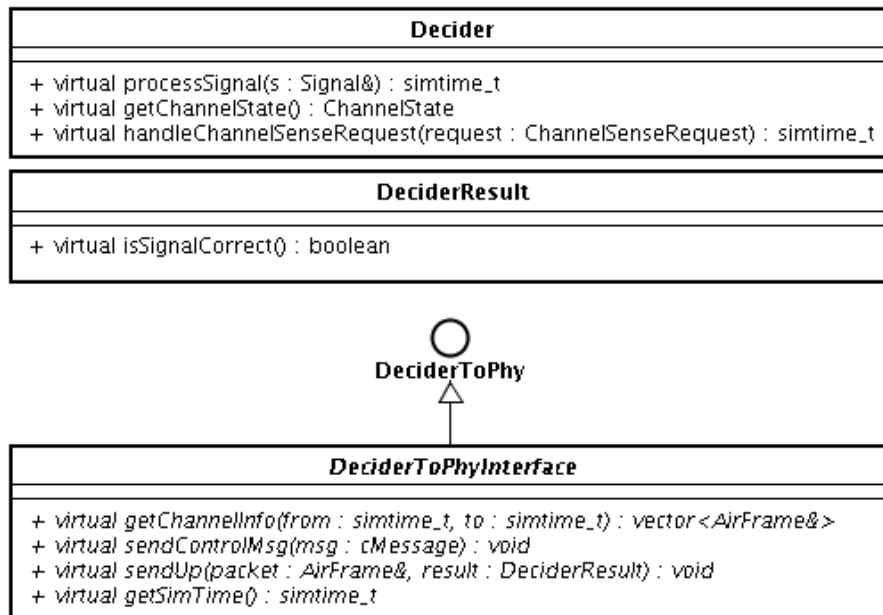 Decider
+ virtual processSignal(s : Signal&) : simtime_t
+ virtual getChannelState() : ChannelState
+ virtual handleChannelSenseRequest(request : ChannelSenseRequest) : simtime_t
DeciderResult
+ virtual isSignalCorrect() : boolean
DeciderToPhy
DeciderToPhyInterface
+ virtual getChannelInfo(from : simtime_t, to : simtime_t) : vector<AirFrame&>
+ virtual sendControlMsg(msg : cMessage) : void
+ virtual sendUp(packet : AirFrame&, result : DeciderResult) : void
+ virtual getSimTime() : simtime_t